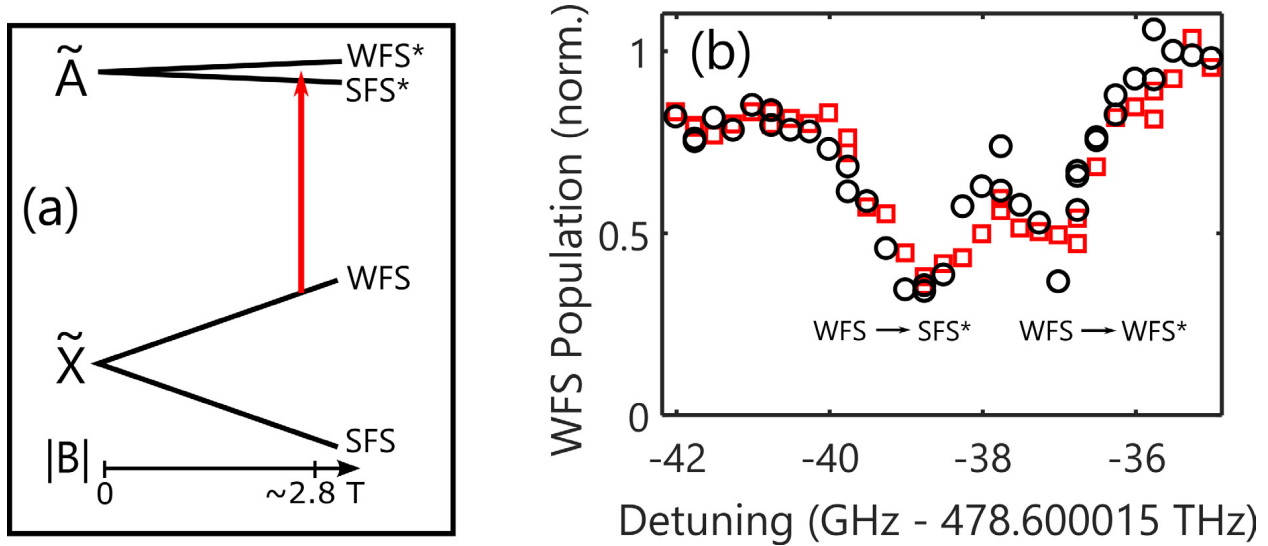 Ã
WFS*
SFS*
(a)
WFS
X̃
SFS
|B|
0
~2.8 T
(b)
WFS Population (norm.)
1
0.5
0
WFS → SFS*
WFS → WFS*
-42
-40
-38
-36
Detuning (GHz - 478.600015 THz)